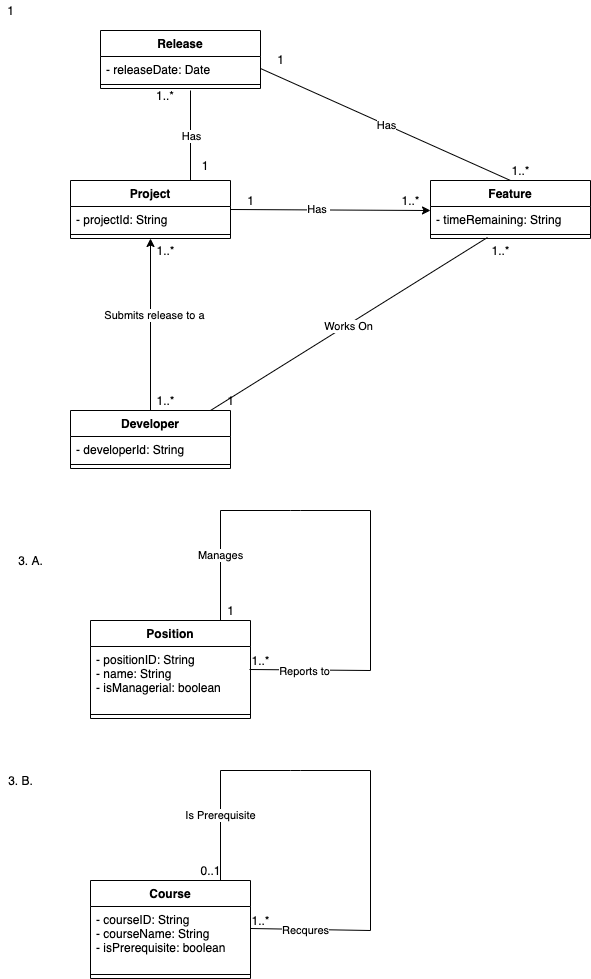 1
Release
- releaseDate: Date
1
1..*
Has
Has
1
1..*
Project
- projectId: String
1
Has
1..*
Feature
- timeRemaining: String
1..*
1..*
Submits release to a
Works On
1..*
1
Developer
- developerId: String
3. A.
Manages
1
Position
- positionID: String
- name: String
- isManagerial: boolean
1..*
Reports to
3. B.
Is Prerequisite
0..1
Course
- courseID: String
- courseName: String
- isPrerequisite: boolean
1..*
Recqures